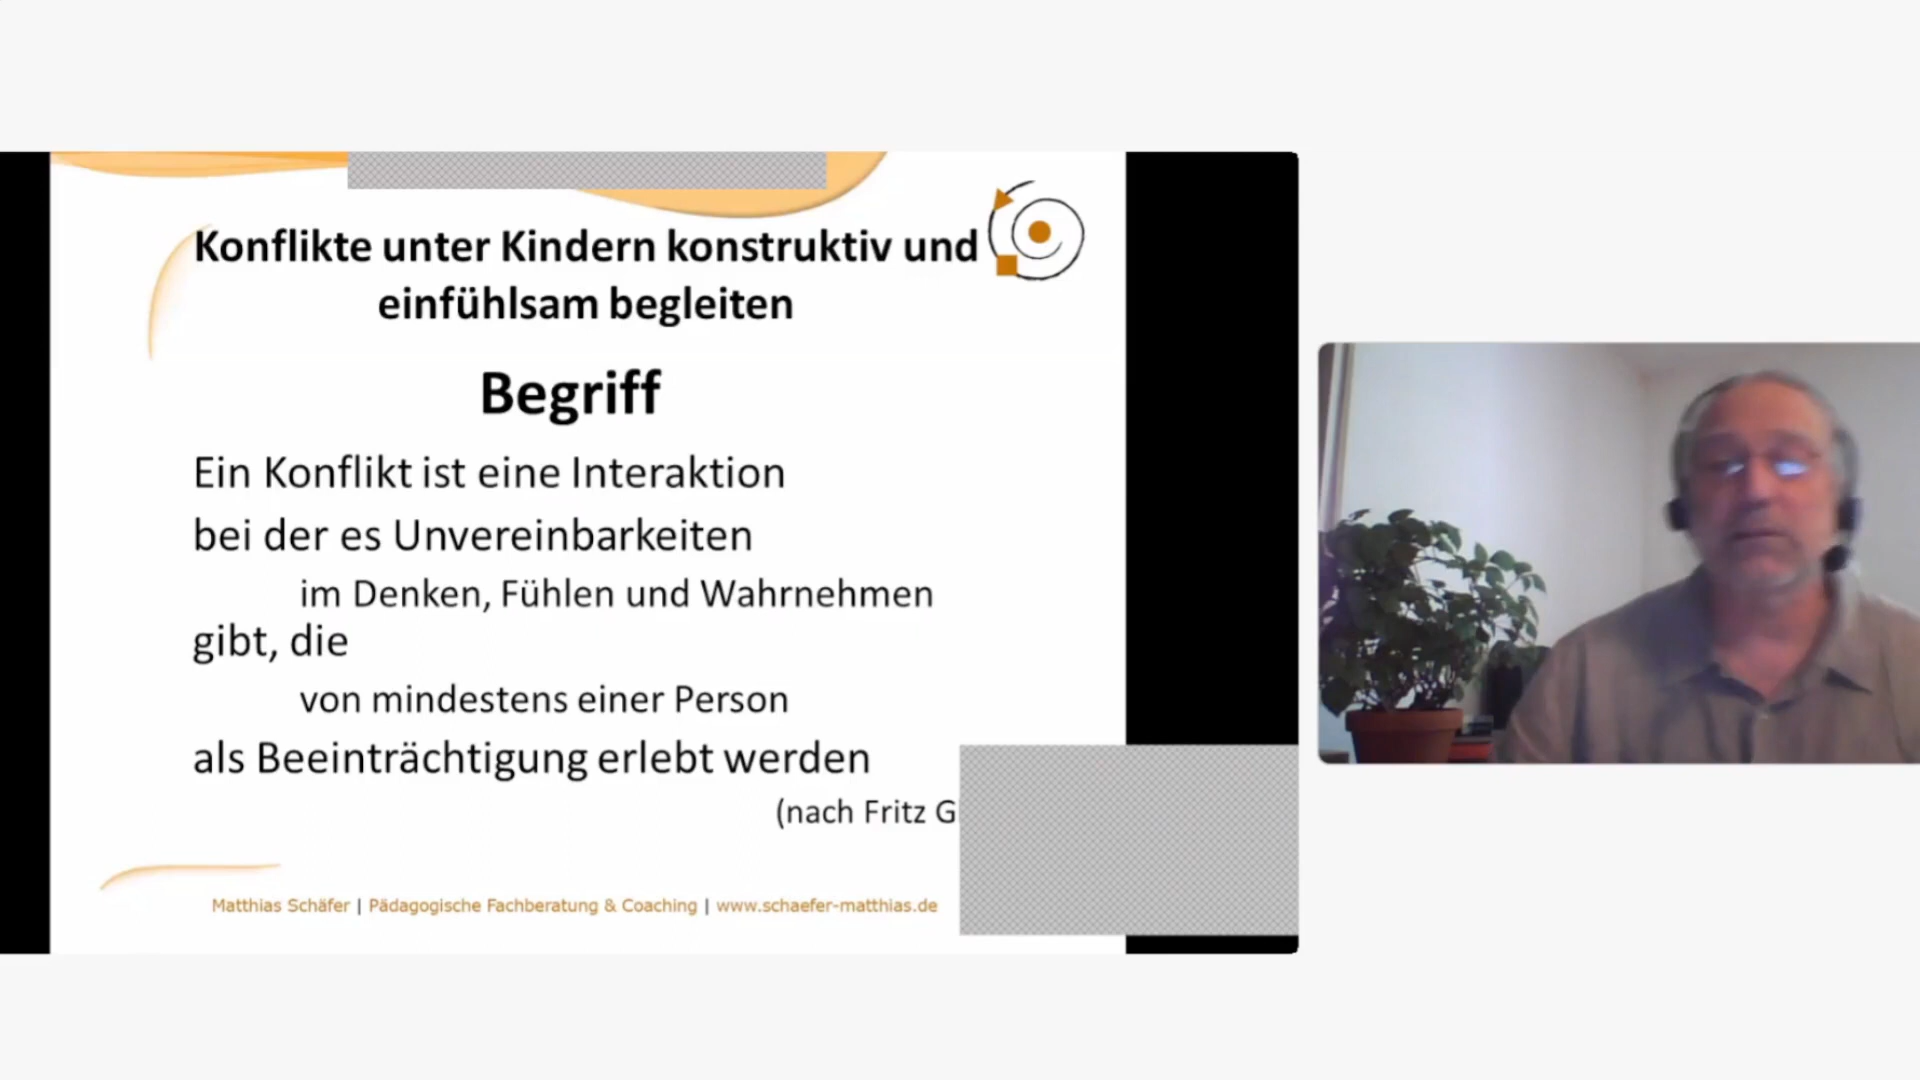 Konflikte unter Kindern konstruktiv und
einfühlsam begleiten
Begriff
Ein Konflikt ist eine Interaktion
bei der es Unvereinbarkeiten
im Denken, Fühlen und Wahrnehmen
gibt, die
von mindestens einer Person
als Beeinträchtigung erlebt werden
(nach Fritz G
Matthias Schäfer | Pädagogische Fachberatung & Coaching | www.schaefer-matthias.de